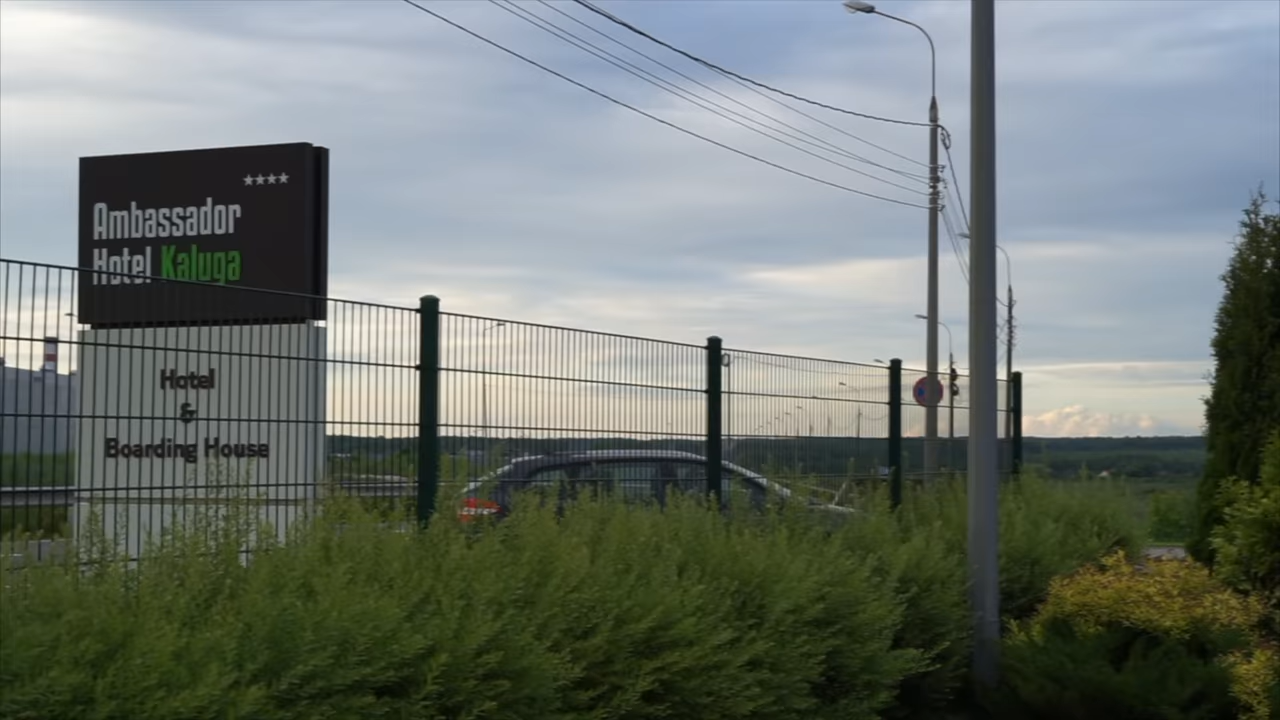 ★★★★
Ambassador
Hotel Kaluga
Hotel
&
Boarding House